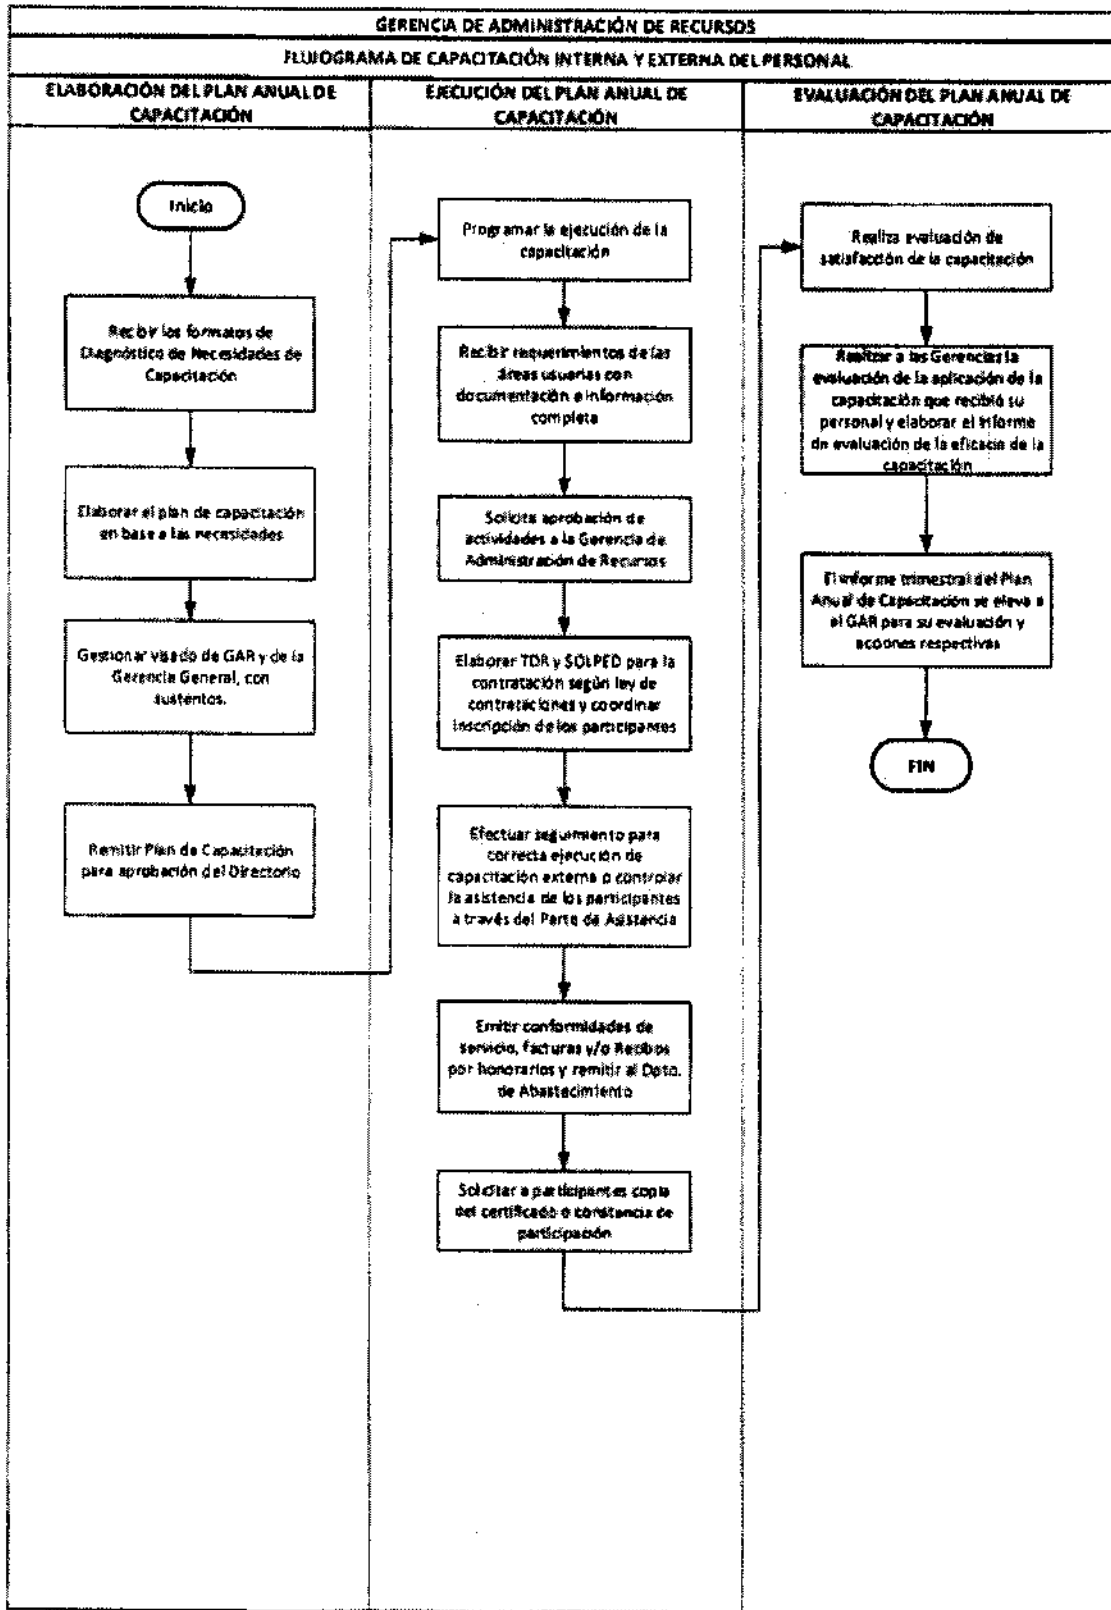 GERENCIA DE ADMINISTRACIÓN DE RECURSOS
FLUJOGRAMA DE CAPACITACIÓN INTERNA Y EXTERNA DEL PERSONAL
ELABORACIÓN DEL PLAN ANUAL DE
CAPACITACIÓN
Inicio
Recibir los formatos de
Diagnóstico de Necesidades de
Capacitación
Elaborar el plan de capacitación
en base a las necesidades
Gestionar visado de GAR y de la
Gerencia General, con
sustentos.
Remitir Plan de Capacitación
para aprobación del Directorio
EJECUCIÓN DEL PLAN ANUAL DE
CAPACITACIÓN
Programar la ejecución de la
capacitación
Recibir requerimientos de las
áreas usuarias con
documentación e información
completa
Solicita aprobación de
actividades a la Gerencia de
Administración de Recursos
Elaborar TDR y SOLPED para la
contratación según ley de
contrataciones y coordinar
inscripción de los participantes
Efectuar seguimiento para
correcta ejecución de
capacitación externa o controlar
la asistencia de los participantes
a través del Parte de Asistencia
Emitir conformidades de
servicio, facturas y/o Recibos
por honorarios y remitir al Dpto.
de Abastecimiento
Solicitar a participantes copia
del certificado o constancia de
participación
EVALUACIÓN DEL PLAN ANUAL DE
CAPACITACIÓN
Realiza evaluación de
satisfacción de la capacitación
Realizar a las Gerencias la
evaluación de la aplicación de la
capacitación que recibió su
personal y elaborar el informe
de evaluación de la eficacia de la
capacitación
El informe trimestral del Plan
Anual de Capacitación se eleva a
el GAR para su evaluación y
acciones respectivas
FIN